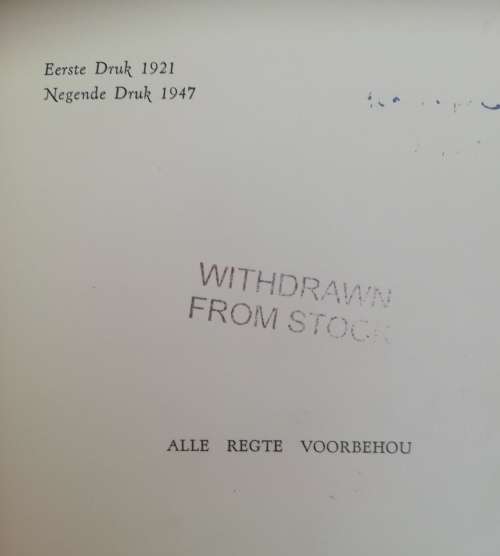 Eerste Druk 1921
Negende Druk 1947
WITHDRAWN
FROM STOCK
ALLE REGTE VOORBEHOU